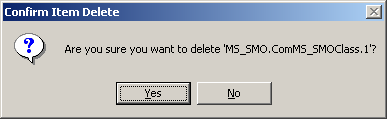 Confirm Item Delete
Are you sure you want to delete 'MS_SMO.ComMS_SMOClass.1'?
Yes No